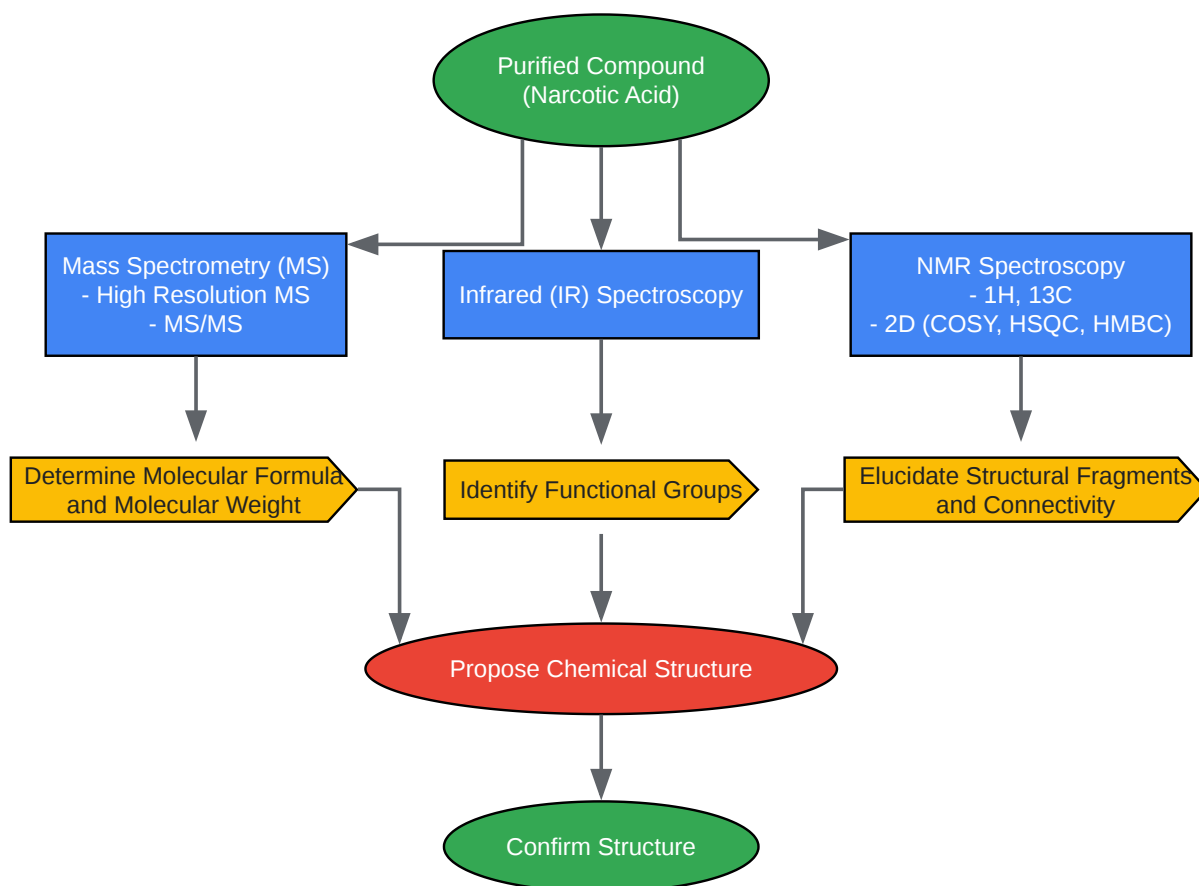 Purified Compound
(Narcotic Acid)
Mass Spectrometry (MS)
- High Resolution MS
- MS/MS
Infrared (IR) Spectroscopy
NMR Spectroscopy
- 1H, 13C
- 2D (COSY, HSQC, HMBC)
Determine Molecular Formula
and Molecular Weight
Identify Functional Groups
Elucidate Structural Fragments
and Connectivity
Propose Chemical Structure
Confirm Structure